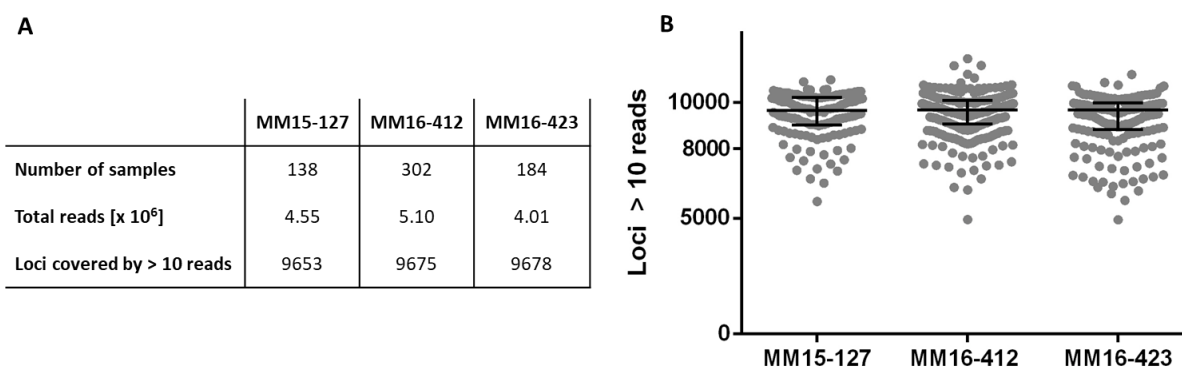 A
MM15-127 MM16-412 MM16-423
Number of samples 138 302 184
Total reads [x 10⁶] 4.55 5.10 4.01
Loci covered by > 10 reads 9653 9675 9678
B
Loci > 10 reads
10000
8000
5000
0
MM15-127 MM16-412 MM16-423